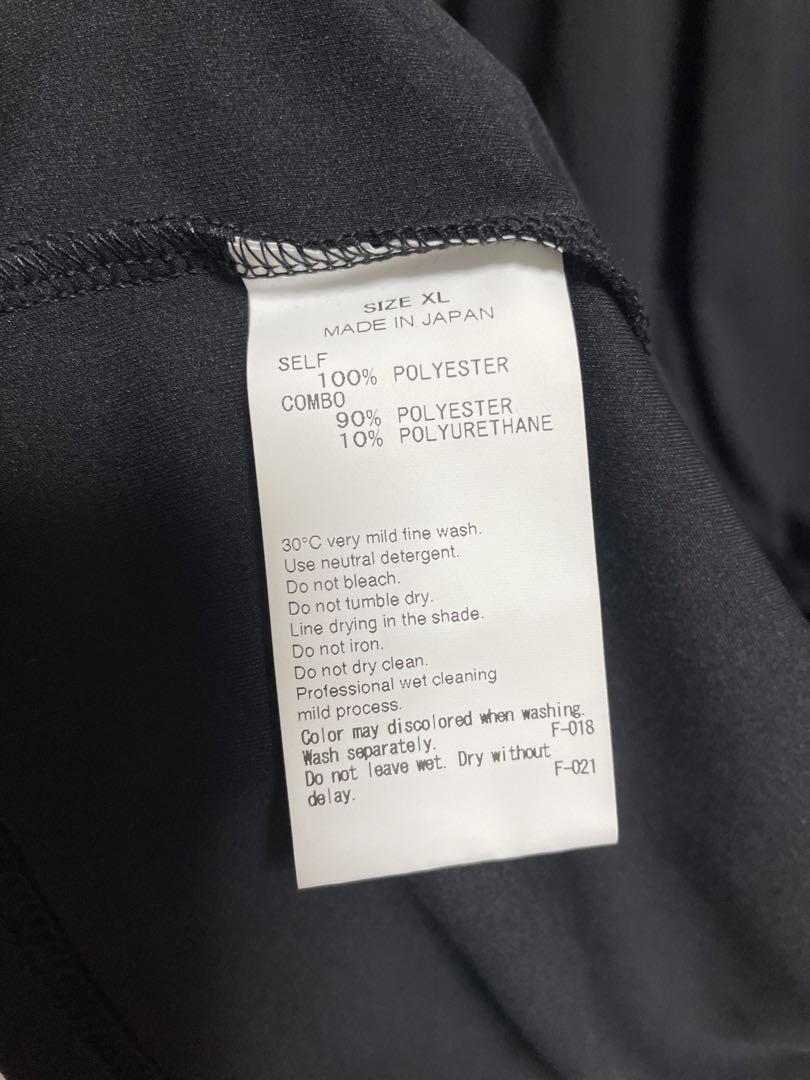 SIZE XL
MADE IN JAPAN
SELF
100% POLYESTER
COMBO
90% POLYESTER
10% POLYURETHANE
30°C very mild fine wash.
Use neutral detergent.
Do not bleach.
Do not tumble dry.
Line drying in the shade.
Do not iron.
Do not dry clean.
Professional wet cleaning
mild process.
Color may discolored when washing.
Wash separately. F-018
Do not leave wet. Dry without
delay. F-021